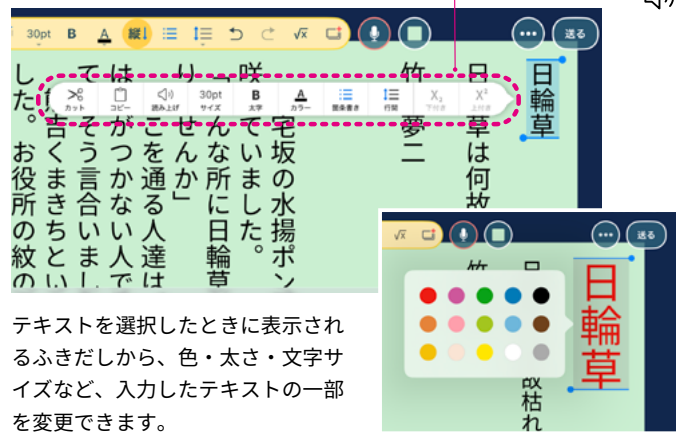 30pt B A 縦 √x 送る
日輪草
日 草は何故
竹 夢二
宅坂の水揚ポン
咲 ていました。
「 んな所に日輪草
り せんか」
こを通る人達は
は がつかない人で
て そう言合いまし
吉くまきちとい
した。お役所の紋の
カット コピー 読み上げ 30pt サイズ B 太字 A カラー 箇条書き 行間 X₂ 下付き X² 上付き
√x 送る
日輪草
故枯れ
竹
テキストを選択したときに表示され
るふきだしから、色・太さ・文字サ
イズなど、入力したテキストの一部
を変更できます。